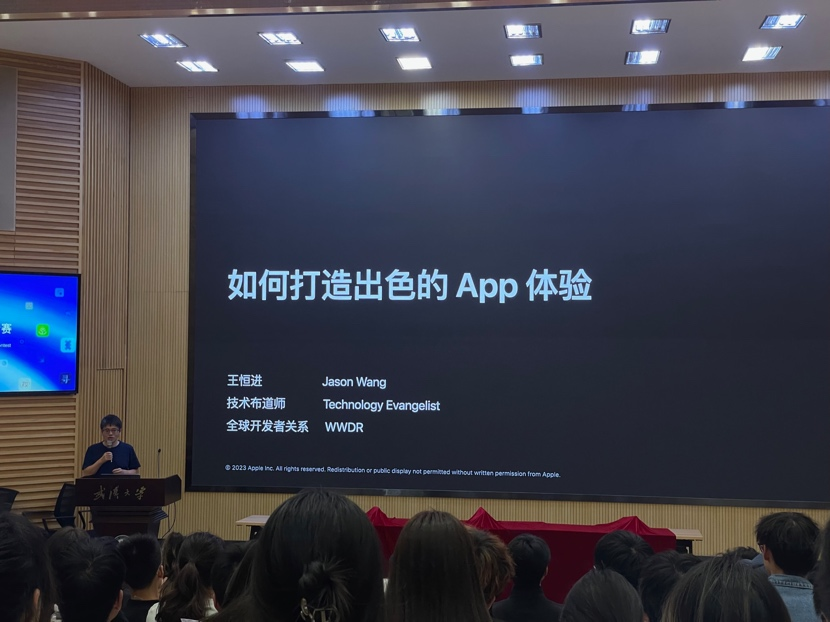 如何打造出色的 App 体验
王恒进 Jason Wang
技术布道师 Technology Evangelist
全球开发者关系 WWDR
© 2023 Apple Inc. All rights reserved. Redistribution or public display not permitted without written permission from Apple.
赛
武汉大学